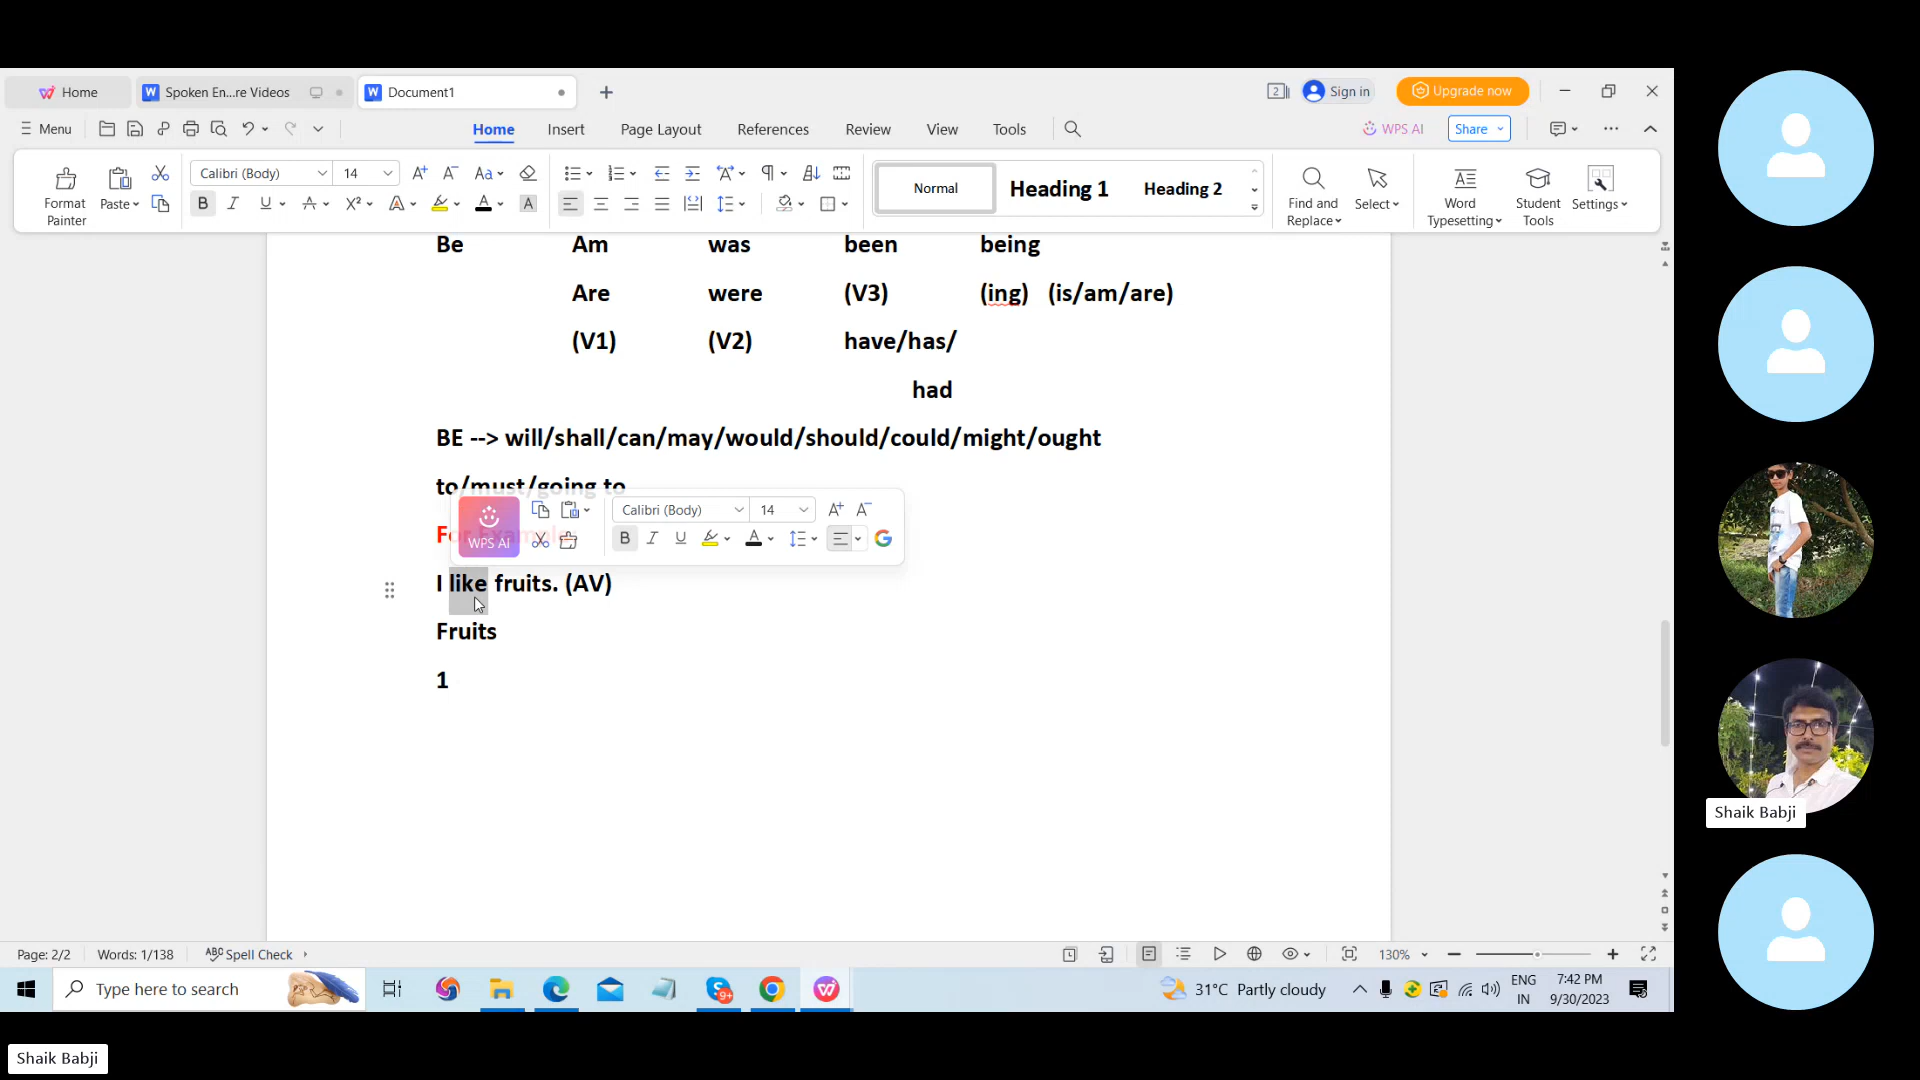 Home
Spoken En...re Videos
Document1
Sign in
Upgrade now
Menu
Home
Insert
Page Layout
References
Review
View
Tools
WPS AI
Share
Format Painter
Paste
Calibri (Body)
14
Normal
Heading 1
Heading 2
Find and Replace
Select
Word Typesetting
Student Tools
Settings
Be Am was been being
Are were (V3) (ing) (is/am/are)
(V1) (V2) have/has/
had
BE --> will/shall/can/may/would/should/could/might/ought
to/must/going to
For Example
WPS AI
Calibri (Body)
14
I like fruits. (AV)
Fruits
1
Page: 2/2
Words: 1/138
Spell Check
130%
Type here to search
31°C Partly cloudy
ENG
IN
7:42 PM
9/30/2023
Shaik Babji
Shaik Babji